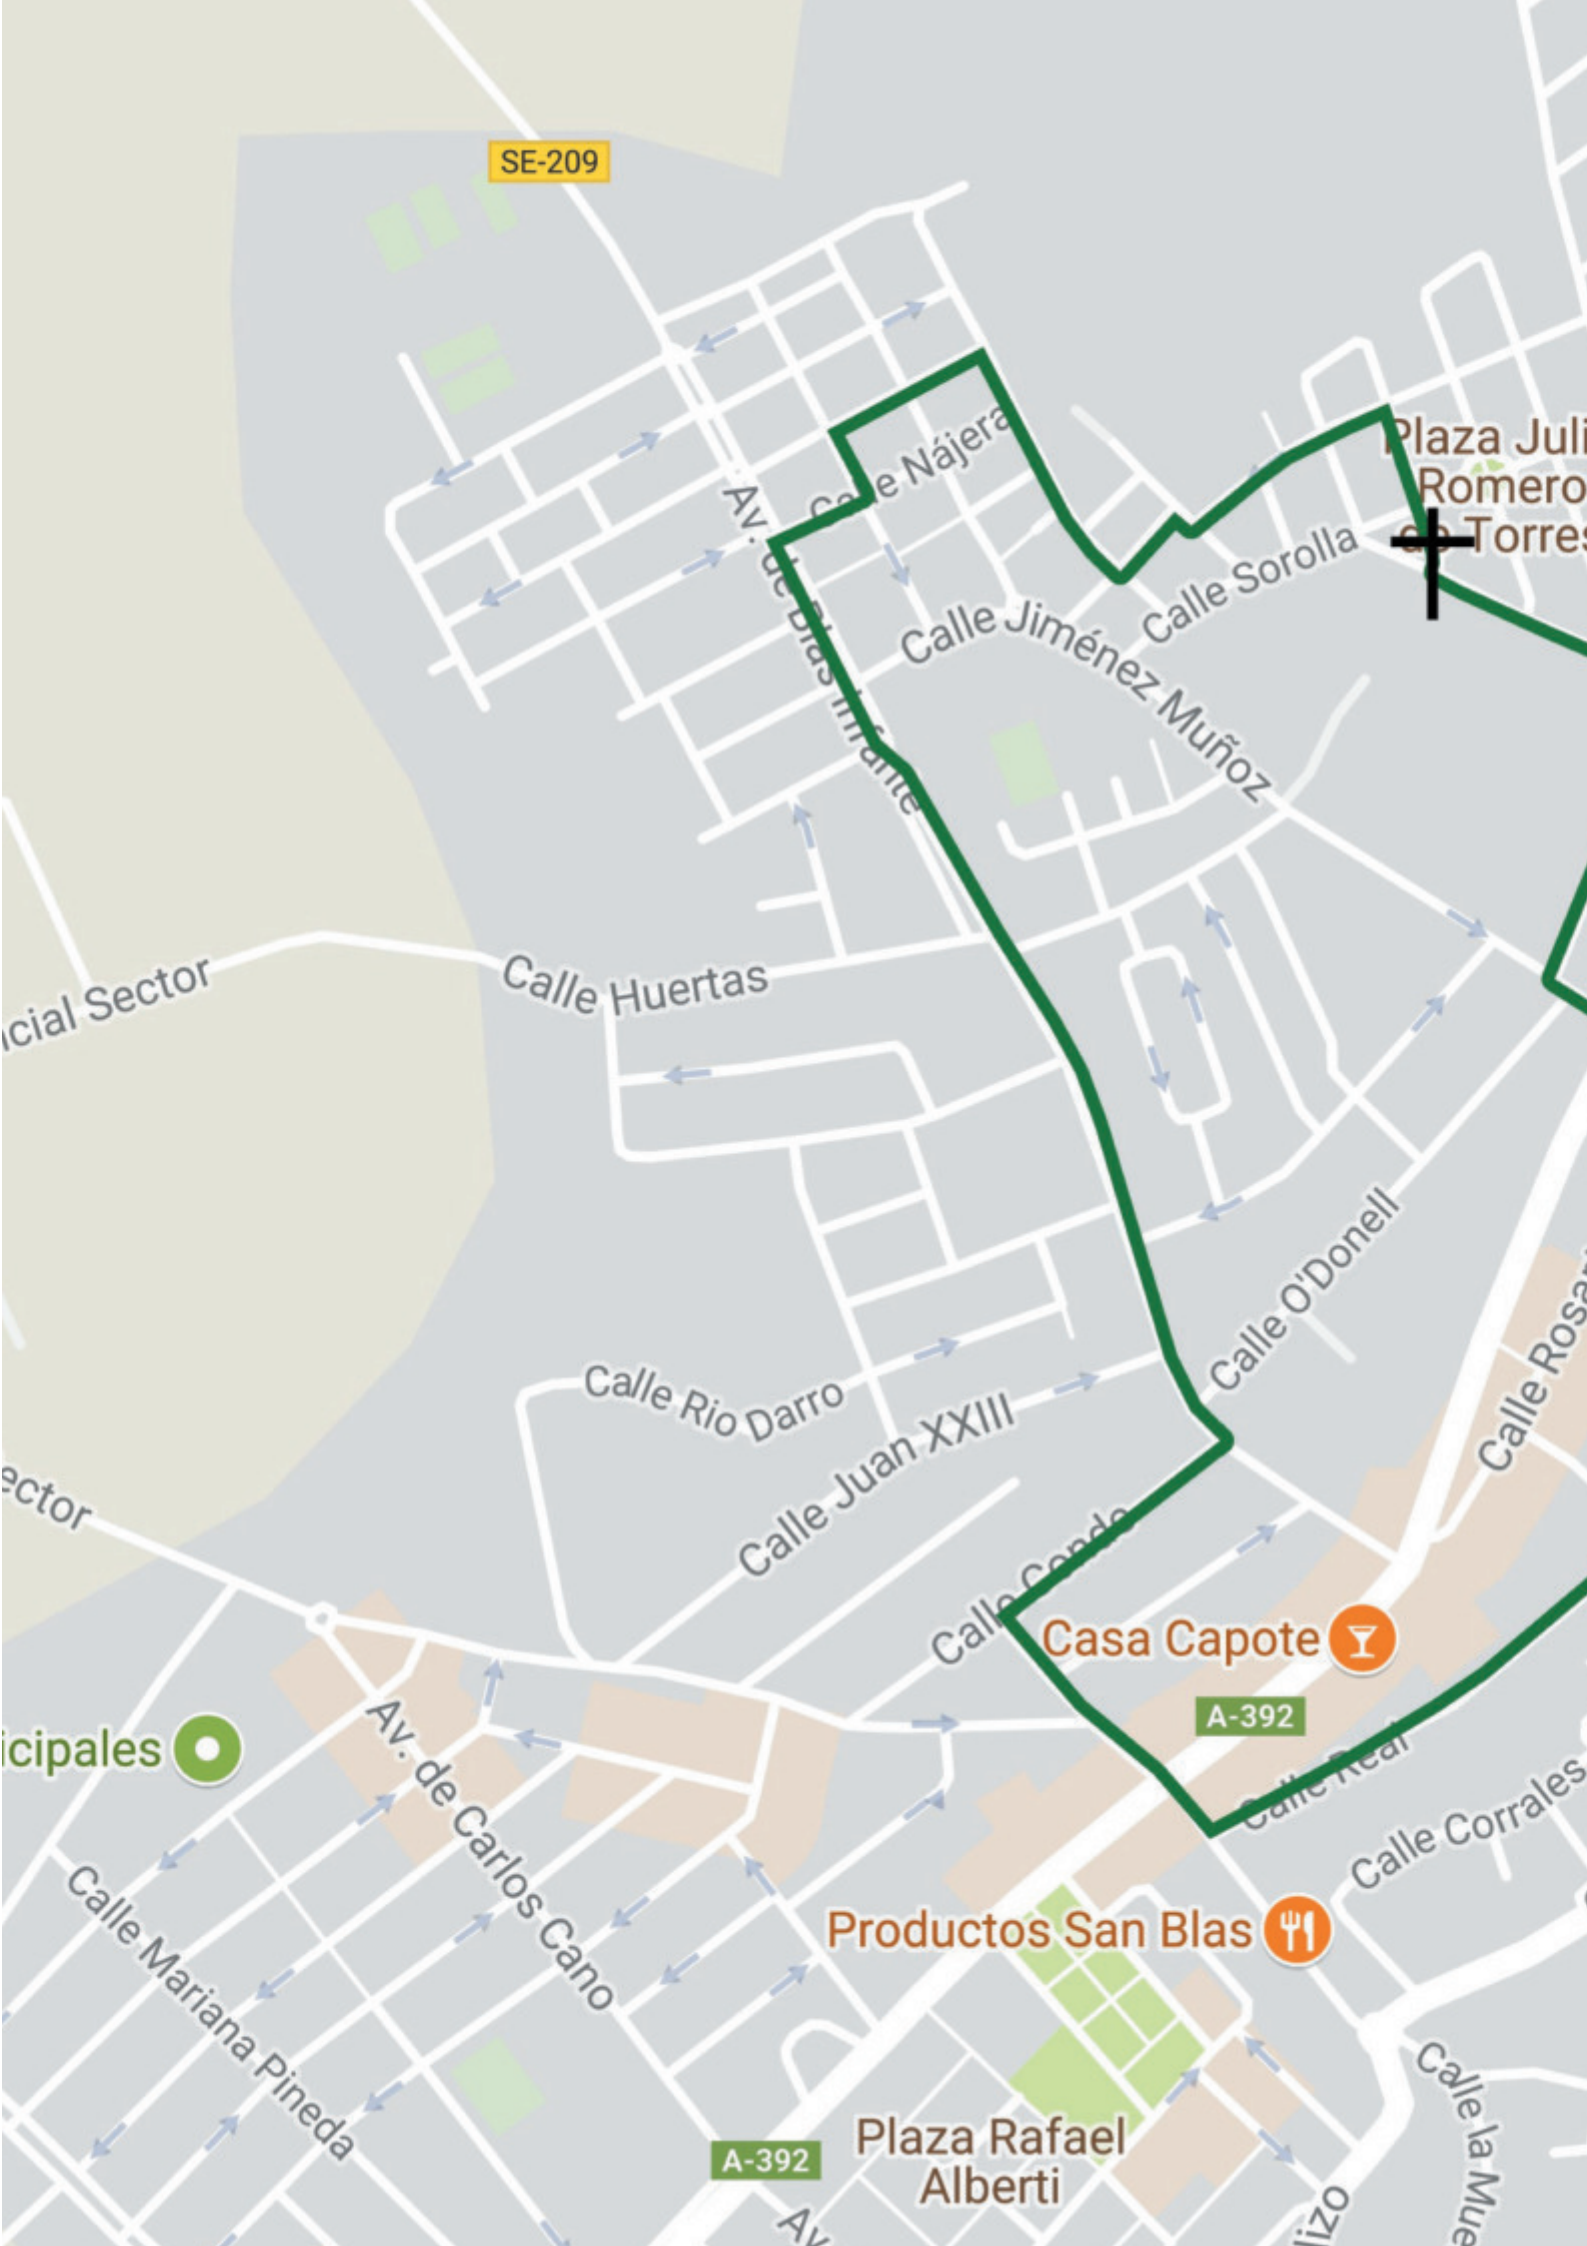 SE-209
Plaza Juli
Romero
de Torres
Calle Nájera
Av. de Blas Infante
Calle Sorolla
Calle Jiménez Muñoz
Calle Huertas
cial Sector
Calle O'Donell
Calle Rosa
Calle Rio Darro
Calle Juan XXIII
ector
Calle Conde
Casa Capote
A-392
icipales
Av. de Carlos Cano
Calle Real
Calle Corrales
Calle Mariana Pineda
Productos San Blas
Calle la Mue
Plaza Rafael
Alberti
A-392
Av
lizo